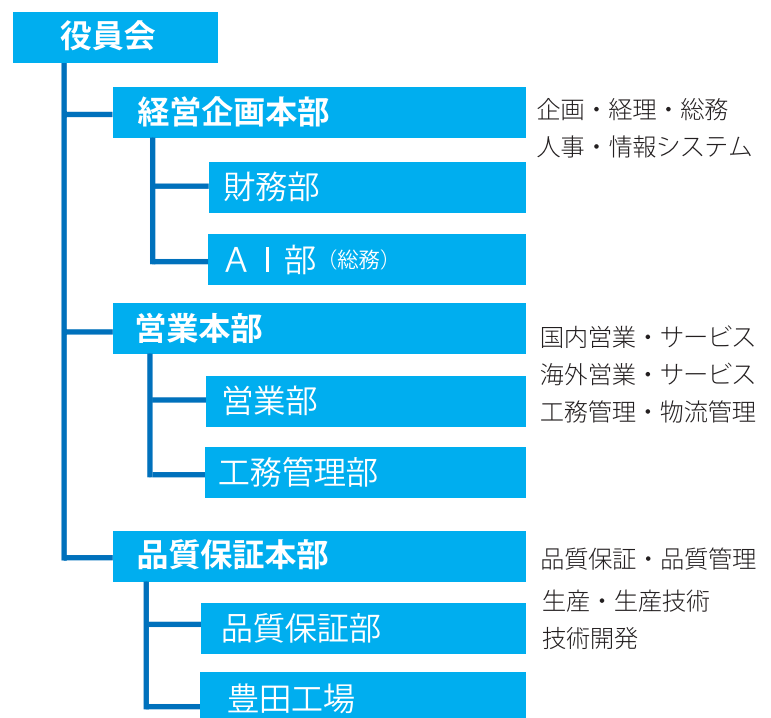 役員会
経営企画本部
企画・経理・総務
人事・情報システム
財務部
ＡＩ部（総務）
営業本部
国内営業・サービス
海外営業・サービス
工務管理・物流管理
営業部
工務管理部
品質保証本部
品質保証・品質管理
生産・生産技術
技術開発
品質保証部
豊田工場